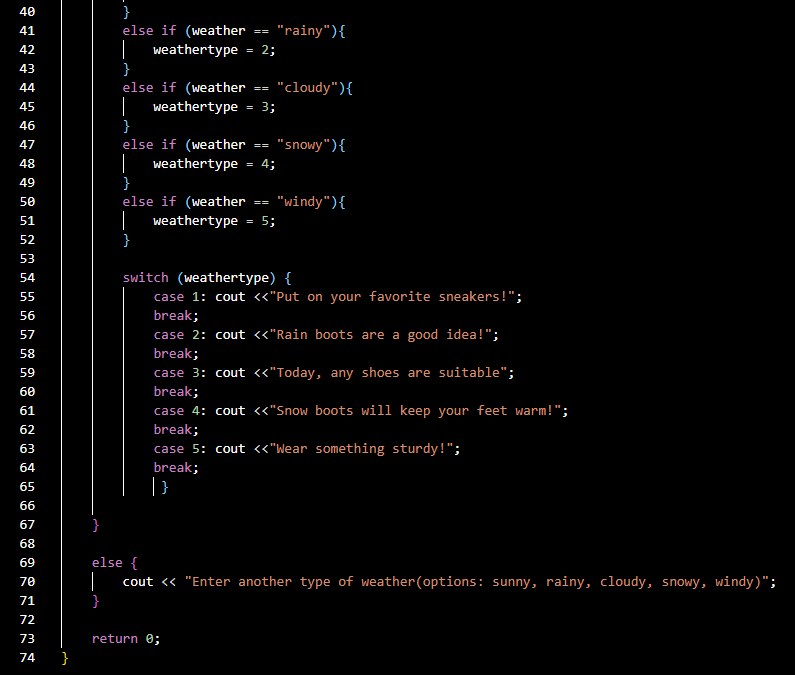 40 }
41 else if (weather == "rainy"){
42 weathertype = 2;
43 }
44 else if (weather == "cloudy"){
45 weathertype = 3;
46 }
47 else if (weather == "snowy"){
48 weathertype = 4;
49 }
50 else if (weather == "windy"){
51 weathertype = 5;
52 }
53
54 switch (weathertype) {
55 case 1: cout <<"Put on your favorite sneakers!";
56 break;
57 case 2: cout <<"Rain boots are a good idea!";
58 break;
59 case 3: cout <<"Today, any shoes are suitable";
60 break;
61 case 4: cout <<"Snow boots will keep your feet warm!";
62 break;
63 case 5: cout <<"Wear something sturdy!";
64 break;
65 }
66
67 }
68
69 else {
70 cout << "Enter another type of weather(options: sunny, rainy, cloudy, snowy, windy)";
71 }
72
73 return 0;
74 }